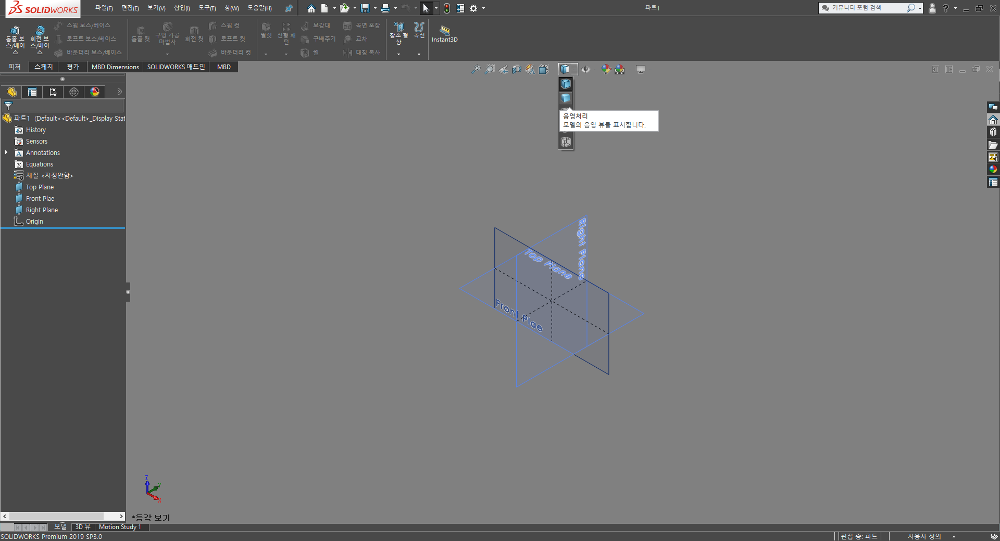 SOLIDWORKS
파일(F) 편집(E) 보기(V) 삽입(I) 도구(T) 창(W) 도움말(H)
파트1
커뮤니티 포럼 검색
돌출 보스/베이스
회전 보스/베이스
스윕 보스/베이스
로프트 보스/베이스
바운더리 보스/베이스
돌출 컷
구멍 가공 마법사
회전 컷
스윕 컷
로프트 컷
바운더리 컷
필렛
선형 패턴
보강대
구배주기
쉘
곡면 포장
교차
대칭 복사
참조 형상
곡선
Instant3D
피처 스케치 평가 MBD Dimensions SOLIDWORKS 애드인 MBD
음영처리
모델의 음영 뷰를 표시합니다.
파트1 (Default<<Default>_Display Stat
History
Sensors
Annotations
Equations
재질 <지정안함>
Top Plane
Front Plae
Right Plane
Origin
Right Plane
Top Plane
Front Plae
Z
Y
X
*등각 보기
모델 3D 뷰 Motion Study 1
SOLIDWORKS Premium 2019 SP3.0
편집 중: 파트
사용자 정의